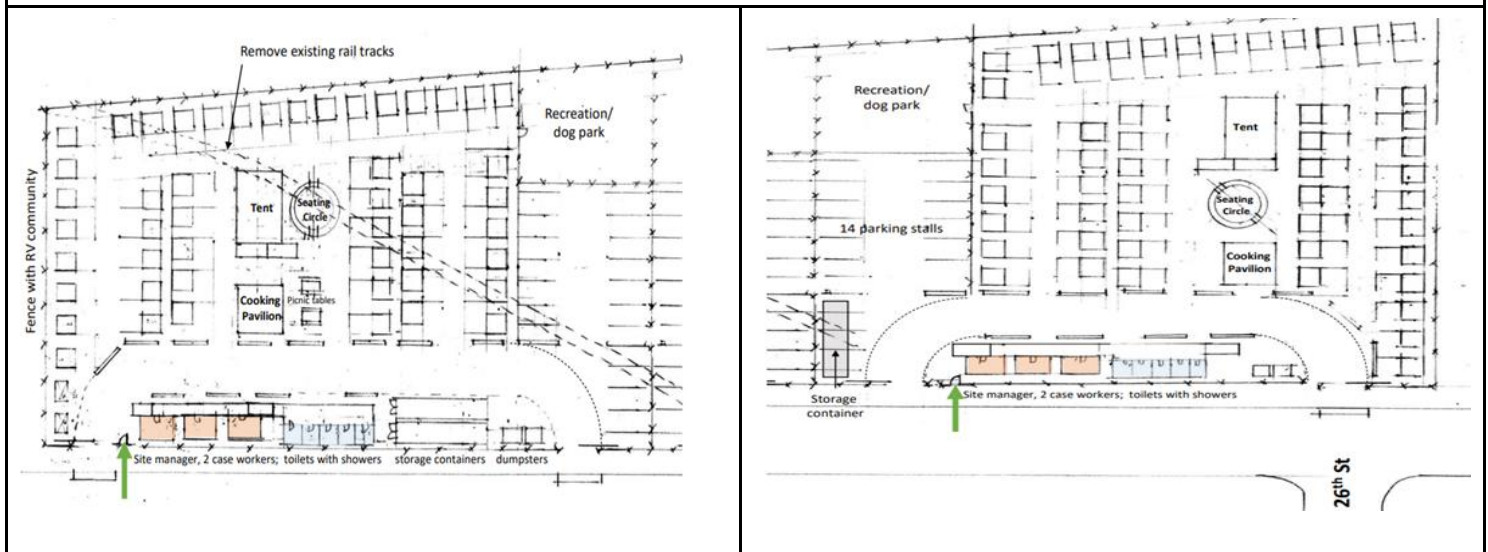 Remove existing rail tracks
Recreation/
dog park
Fence with RV community
Tent
Seating
Circle
Cooking
Pavilion
Picnic tables
Site manager, 2 case workers; toilets with showers storage containers dumpsters
Recreation/
dog park
Tent
Seating
Circle
14 parking stalls
Cooking
Pavilion
Storage
container
Site manager, 2 case workers; toilets with showers
26th St